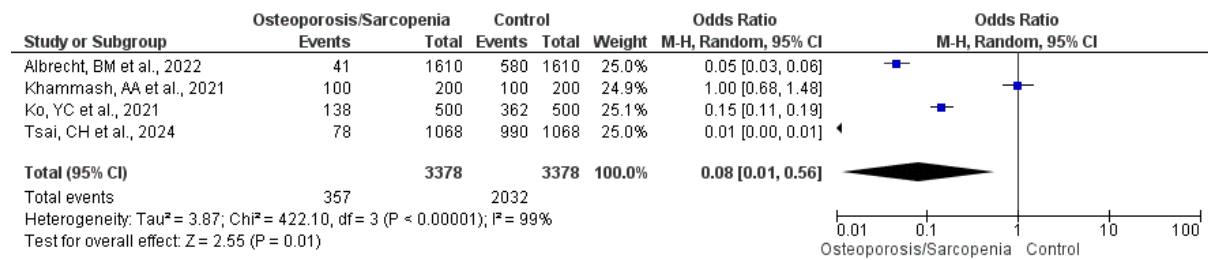 Osteoporosis/Sarcopenia Control Odds Ratio Odds Ratio
Study or Subgroup Events Total Events Total Weight M-H, Random, 95% CI M-H, Random, 95% CI
Albrecht, BM et al., 2022 41 1610 580 1610 25.0% 0.05 [0.03, 0.06]
Khammash, AA et al., 2021 100 200 100 200 24.9% 1.00 [0.68, 1.48]
Ko, YC et al., 2021 138 500 362 500 25.1% 0.15 [0.11, 0.19]
Tsai, CH et al., 2024 78 1068 990 1068 25.0% 0.01 [0.00, 0.01]
Total (95% CI) 3378 3378 100.0% 0.08 [0.01, 0.56]
Total events 357 2032
Heterogeneity: Tau² = 3.87; Chi² = 422.10, df = 3 (P < 0.00001); I² = 99%
Test for overall effect: Z = 2.55 (P = 0.01)
0.01 0.1 1 10 100
Osteoporosis/Sarcopenia Control